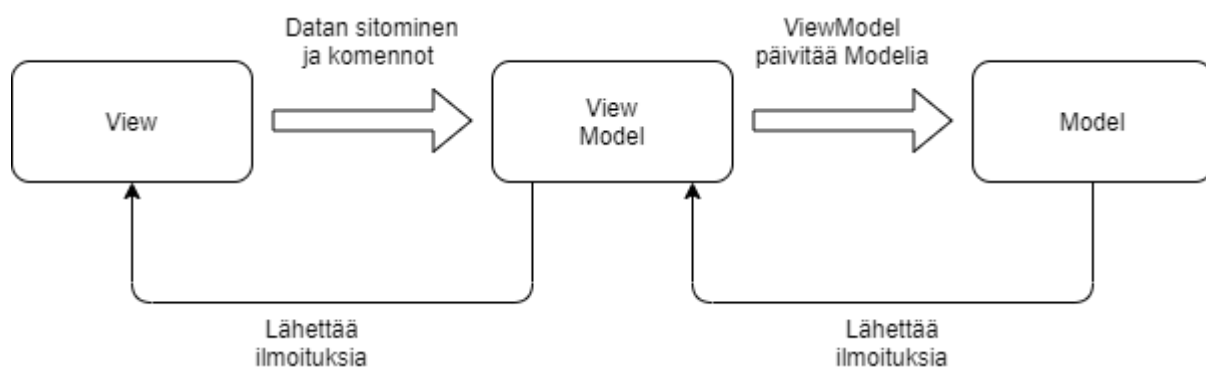 Datan sitominen
ja komennot
ViewModel
päivitää Modelia
View
View
Model
Model
Lähettää
ilmoituksia
Lähettää
ilmoituksia